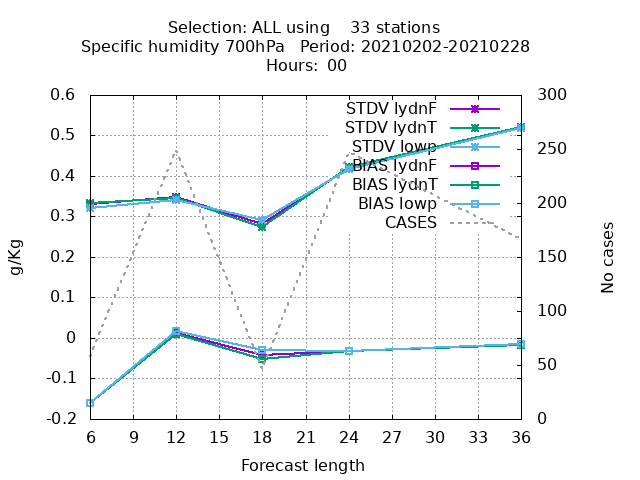 Selection: ALL using    33 stations
Specific humidity 700hPa   Period: 20210202-20210228
Hours: 00
0.6
0.5
0.4
0.3
0.2
0.1
0
-0.1
-0.2
g/Kg
STDV lydnF
STDV lydnT
STDV lowp
BIAS lydnF
BIAS lydnT
BIAS lowp
CASES
300
250
200
150
100
50
0
No cases
6 9 12 15 18 21 24 27 30 33 36
Forecast length